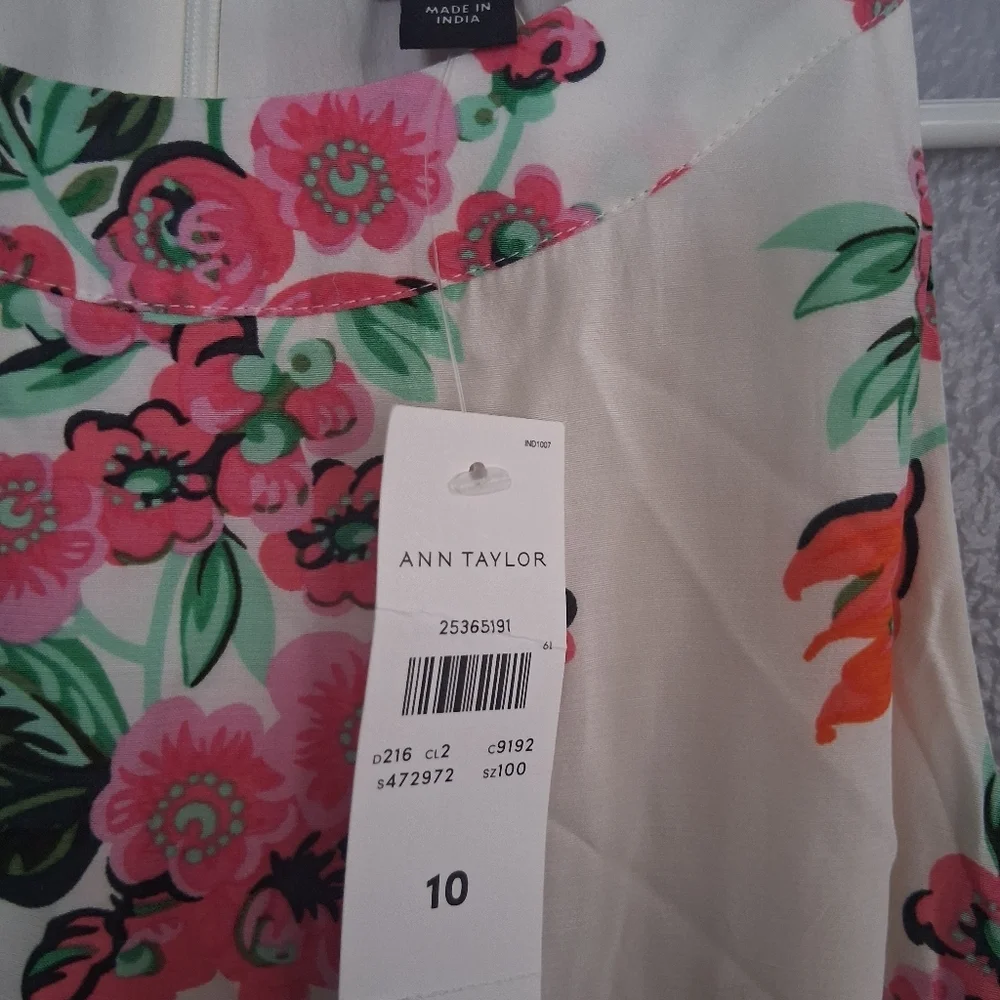 MADE IN
INDIA
IND1007
ANN TAYLOR
25365191
61
D216 CL2 C9192
S472972 SZ100
10